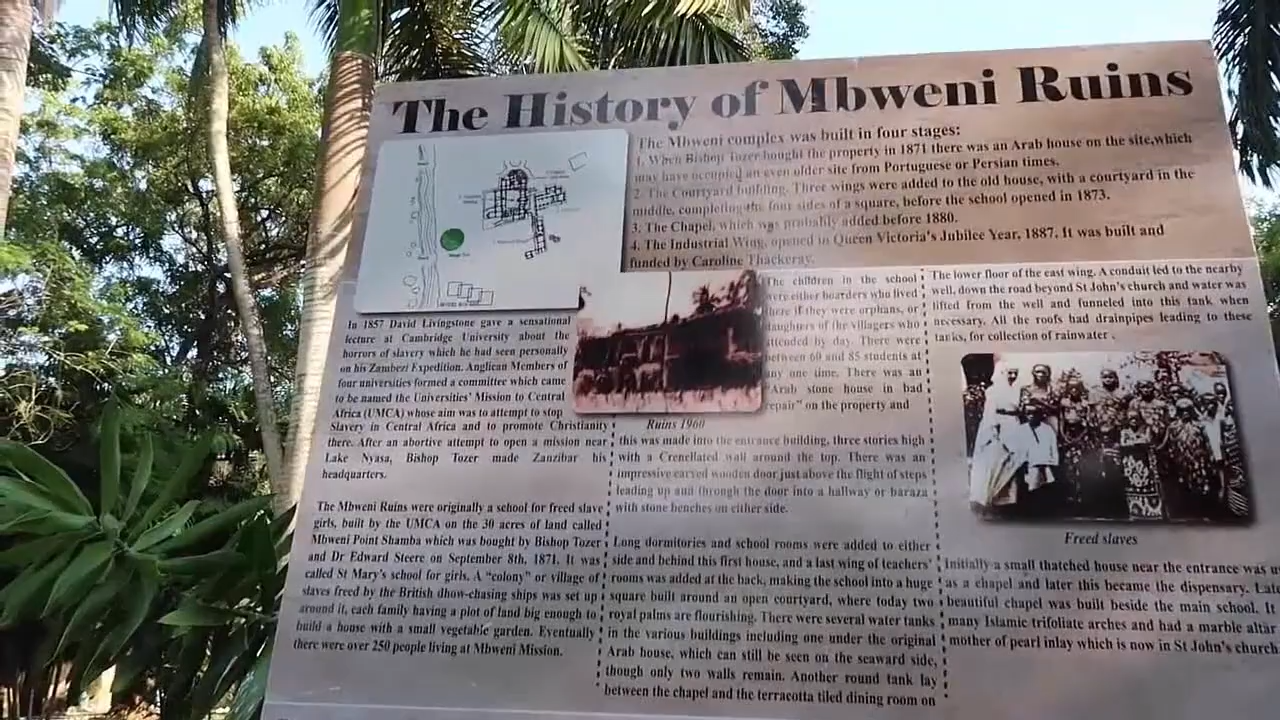 The History of Mbweni Ruins
The Mbweni complex was built in four stages:
1. When Bishop Tozer bought the property in 1871 there was an Arab house on the site,which
may have occupied an even older site from Portuguese or Persian times.
2. The Courtyard building. Three wings were added to the old house, with a courtyard in the
middle, completing the four sides of a square, before the school opened in 1873.
3. The Chapel, which was probably added before 1880.
4. The Industrial Wing, opened in Queen Victoria's Jubilee Year, 1887. It was built and
funded by Caroline Thackeray.
In 1857 David Livingstone gave a sensational
lecture at Cambridge University about the
horrors of slavery which he had seen personally
on his Zambezi Expedition. Anglican Members of
four universities formed a committee which came
to be named the Universities' Mission to Central
Africa (UMCA) whose aim was to attempt to stop
Slavery in Central Africa and to promote Christianity
there. After an abortive attempt to open a mission near
Lake Nyasa, Bishop Tozer made Zanzibar his
headquarters.
The Mbweni Ruins were originally a school for freed slave
girls, built by the UMCA on the 30 acres of land called
Mbweni Point Shamba which was bought by Bishop Tozer
and Dr Edward Steere on September 8th, 1871. It was
called St Mary's school for girls. A “colony” or village of
slaves freed by the British dhow-chasing ships was set up
around it, each family having a plot of land big enough to
build a house with a small vegetable garden. Eventually
there were over 250 people living at Mbweni Mission.
Ruins 1960
The children in the school
were either boarders who lived
there if they were orphans, or
daughters of the villagers who
attended by day. There were
between 60 and 85 students at
any one time. There was an
“Arab stone house in bad
repair” on the property and
this was made into the entrance building, three stories high
with a Crenellated wall around the top. There was an
impressive carved wooden door just above the flight of steps
leading up and through the door into a hallway or baraza
with stone benches on either side.
Long dormitories and school rooms were added to either
side and behind this first house, and a last wing of teachers'
rooms was added at the back, making the school into a huge
square built around an open courtyard, where today two
royal palms are flourishing. There were several water tanks
in the various buildings including one under the original
Arab house, which can still be seen on the seaward side,
though only two walls remain. Another round tank lay
between the chapel and the terracotta tiled dining room on
The lower floor of the east wing. A conduit led to the nearby
well, down the road beyond St John's church and water was
lifted from the well and funneled into this tank when
necessary. All the roofs had drainpipes leading to these
tanks, for collection of rainwater .
Freed slaves
Initially a small thatched house near the entrance was
as a chapel and later this became the dispensary.
beautiful chapel was built beside the main school. It
many Islamic trifoliate arches and had a marble altar
mother of pearl inlay which is now in St John's church